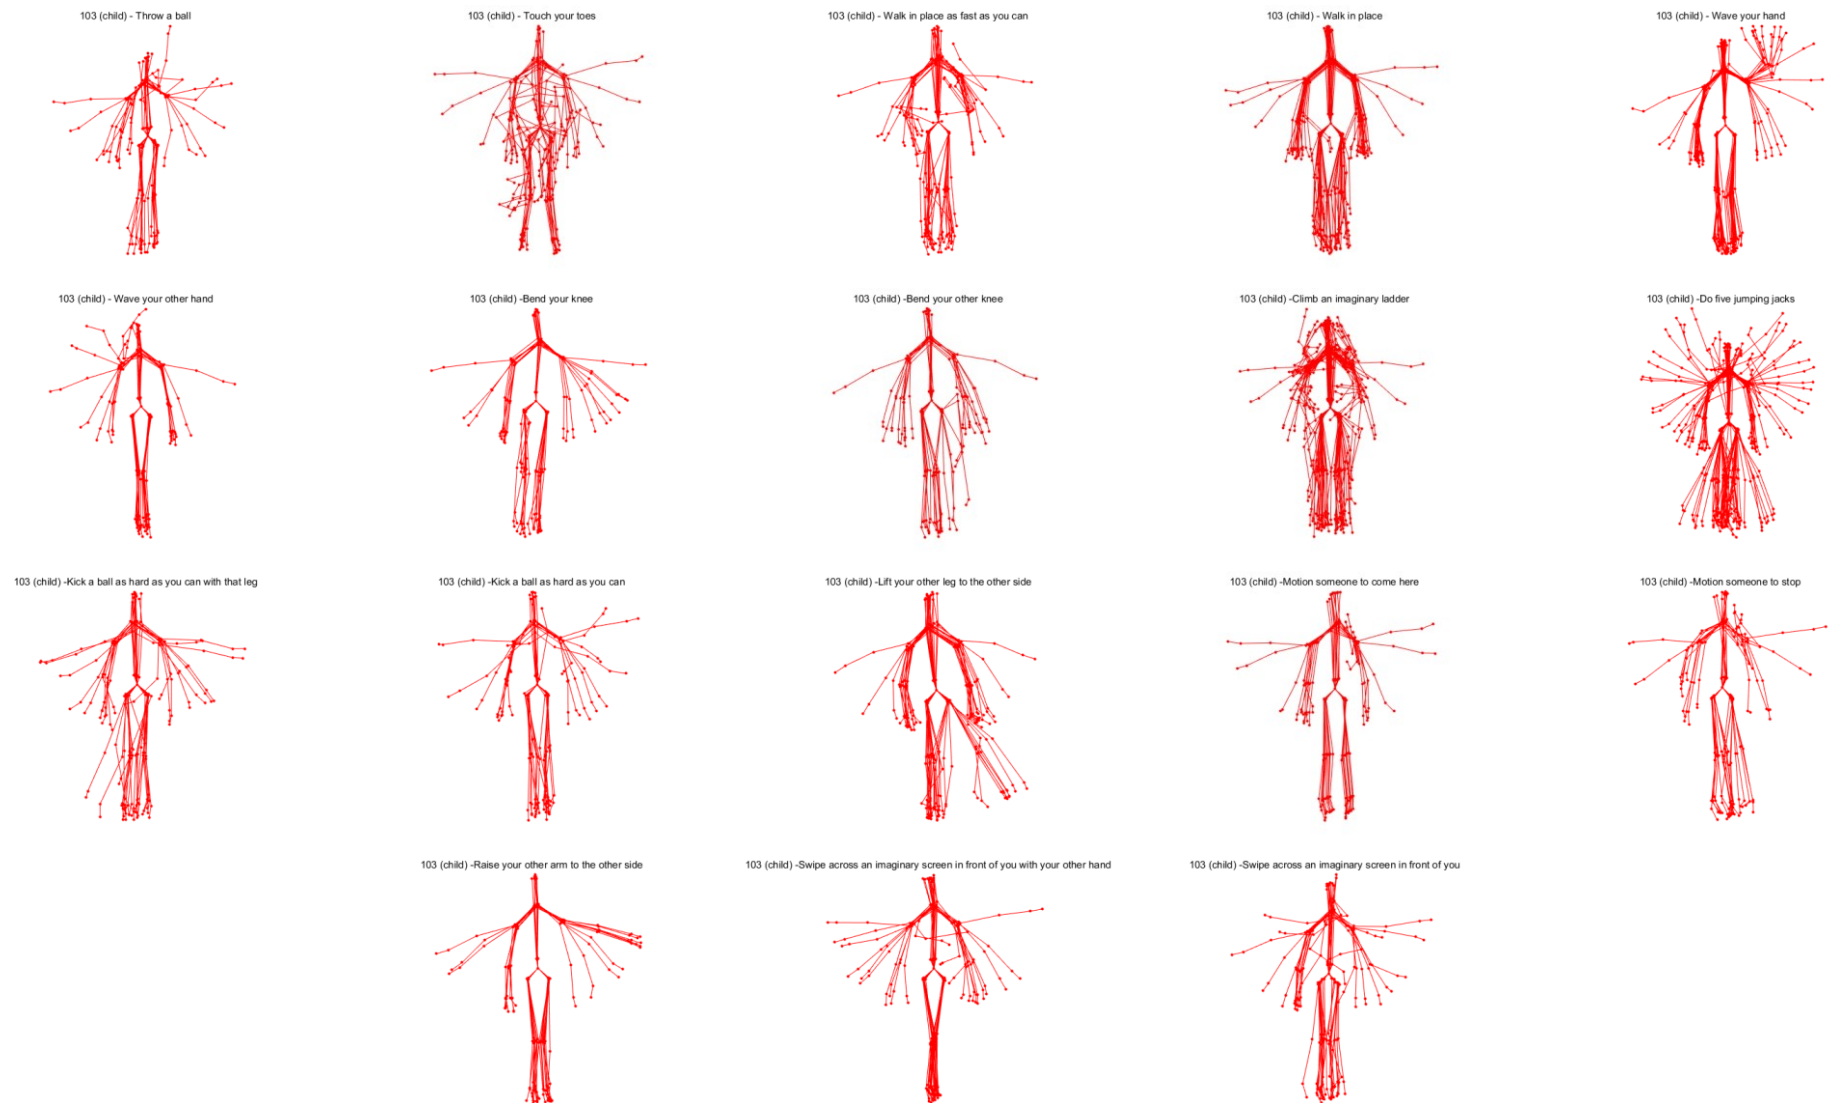 103 (child) - Throw a ball
103 (child) - Touch your toes
103 (child) - Walk in place as fast as you can
103 (child) - Walk in place
103 (child) - Wave your hand
103 (child) - Wave your other hand
103 (child) -Bend your knee
103 (child) -Bend your other knee
103 (child) -Climb an imaginary ladder
103 (child) -Do five jumping jacks
103 (child) -Kick a ball as hard as you can with that leg
103 (child) -Kick a ball as hard as you can
103 (child) -Lift your other leg to the other side
103 (child) -Motion someone to come here
103 (child) -Motion someone to stop
103 (child) -Raise your other arm to the other side
103 (child) -Swipe across an imaginary screen in front of you with your other hand
103 (child) -Swipe across an imaginary screen in front of you